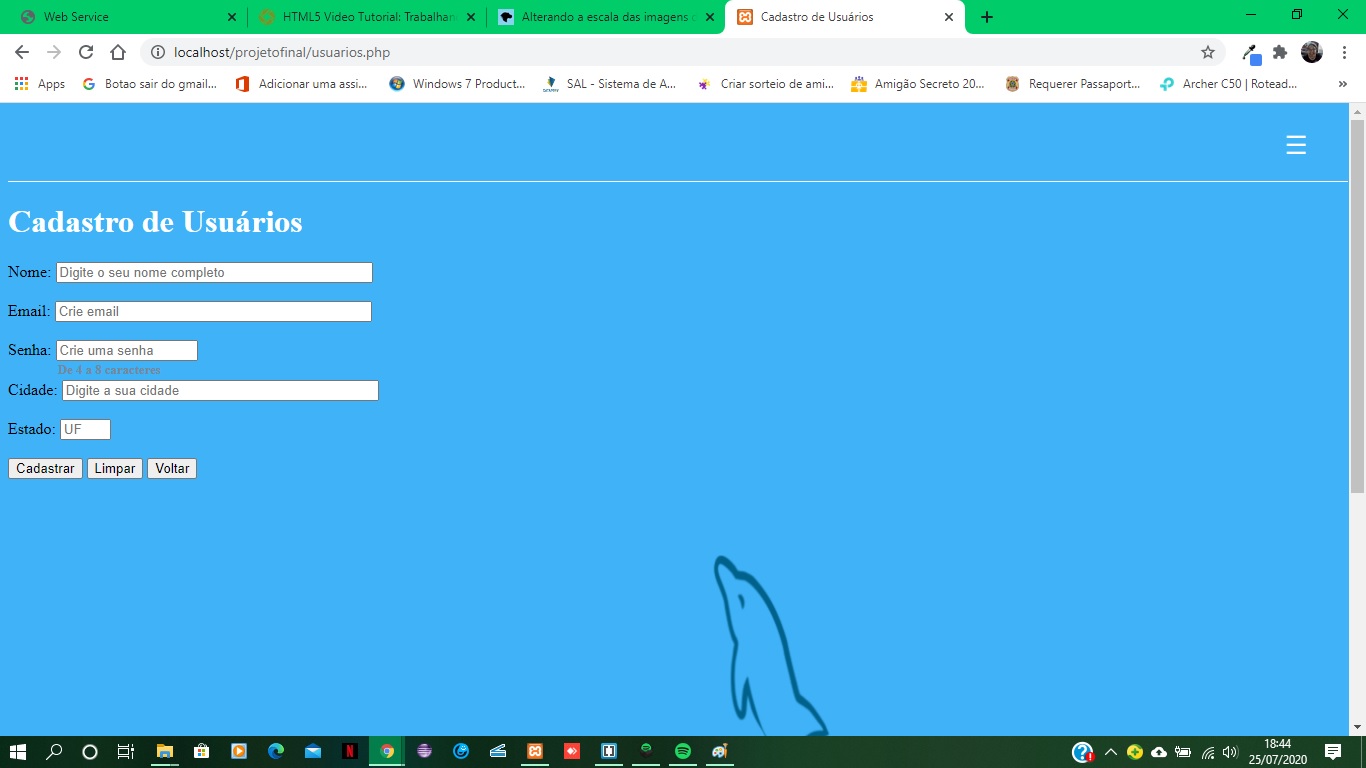 Web Service
HTML5 Video Tutorial: Trabalhan
Alterando a escala das imagens
Cadastro de Usuários
localhost/projetofinal/usuarios.php
Apps
Botao sair do gmail...
Adicionar uma assi...
Windows 7 Product...
SAL - Sistema de A...
Criar sorteio de ami...
Amigão Secreto 20...
Requerer Passaport...
Archer C50 | Rotead...
Cadastro de Usuários
Nome: Digite o seu nome completo
Email: Crie email
Senha: Crie uma senha
De 4 a 8 caracteres
Cidade: Digite a sua cidade
Estado: UF
Cadastrar Limpar Voltar
18:44
25/07/2020